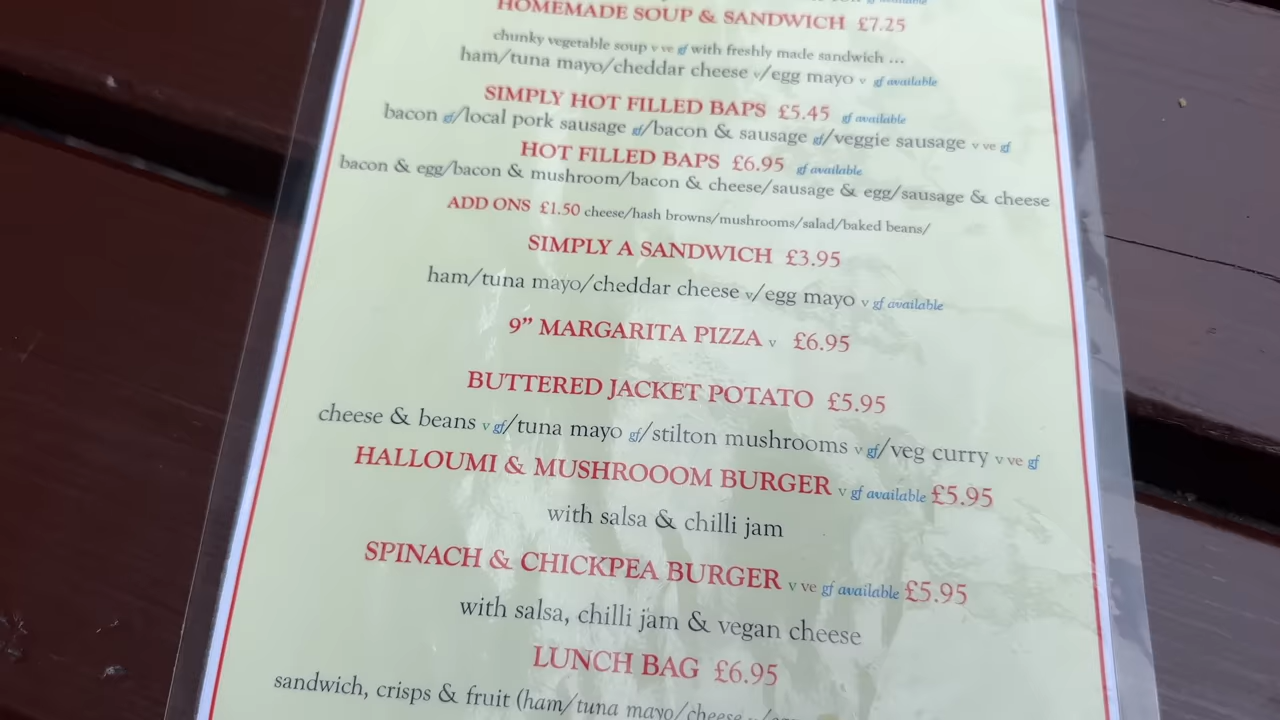 HOMEMADE SOUP & SANDWICH £7.25
chunky vegetable soup v ve gf with freshly made sandwich ...
ham/tuna mayo/cheddar cheese v/egg mayo v gf available
SIMPLY HOT FILLED BAPS £5.45 gf available
bacon gf/local pork sausage gf/bacon & sausage gf/veggie sausage v ve gf
HOT FILLED BAPS £6.95 gf available
bacon & egg/bacon & mushroom/bacon & cheese/sausage & egg/sausage & cheese
ADD ONS £1.50 cheese/hash browns/mushrooms/salad/baked beans/
SIMPLY A SANDWICH £3.95
ham/tuna mayo/cheddar cheese v/egg mayo v gf available
9” MARGARITA PIZZA v £6.95
BUTTERED JACKET POTATO £5.95
cheese & beans v gf/tuna mayo gf/stilton mushrooms v gf/veg curry v ve gf
HALLOUMI & MUSHROOOM BURGER v gf available £5.95
with salsa & chilli jam
SPINACH & CHICKPEA BURGER v ve gf available £5.95
with salsa, chilli jam & vegan cheese
LUNCH BAG £6.95
sandwich, crisps & fruit (ham/tuna mayo/cheese